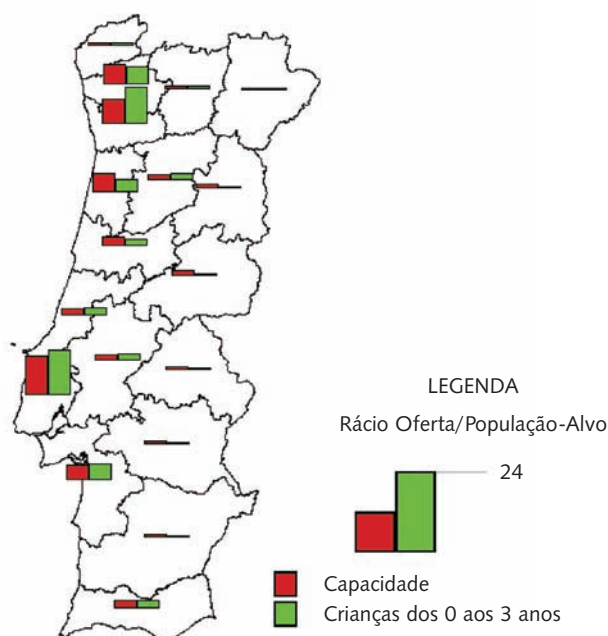 LEGENDA
Rácio Oferta/População-Alvo
24
Capacidade
Crianças dos 0 aos 3 anos